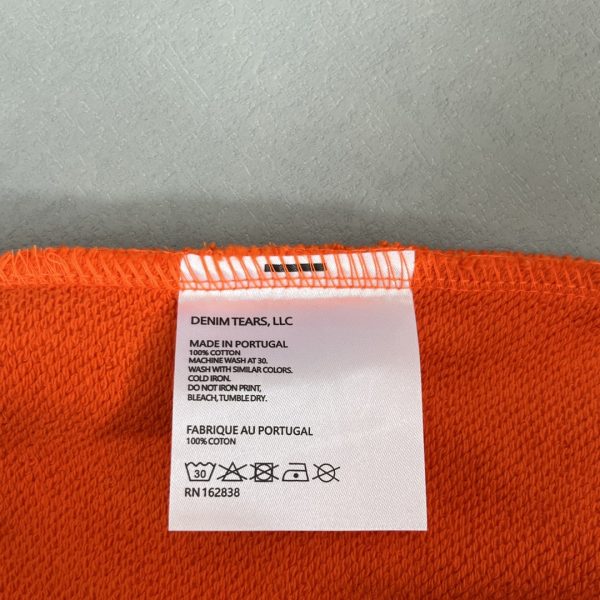 DENIM TEARS, LLC
MADE IN PORTUGAL
100% COTTON
MACHINE WASH AT 30.
WASH WITH SIMILAR COLORS.
COLD IRON.
DO NOT IRON PRINT,
BLEACH, TUMBLE DRY.
FABRIQUE AU PORTUGAL
100% COTON
30
RN 162838